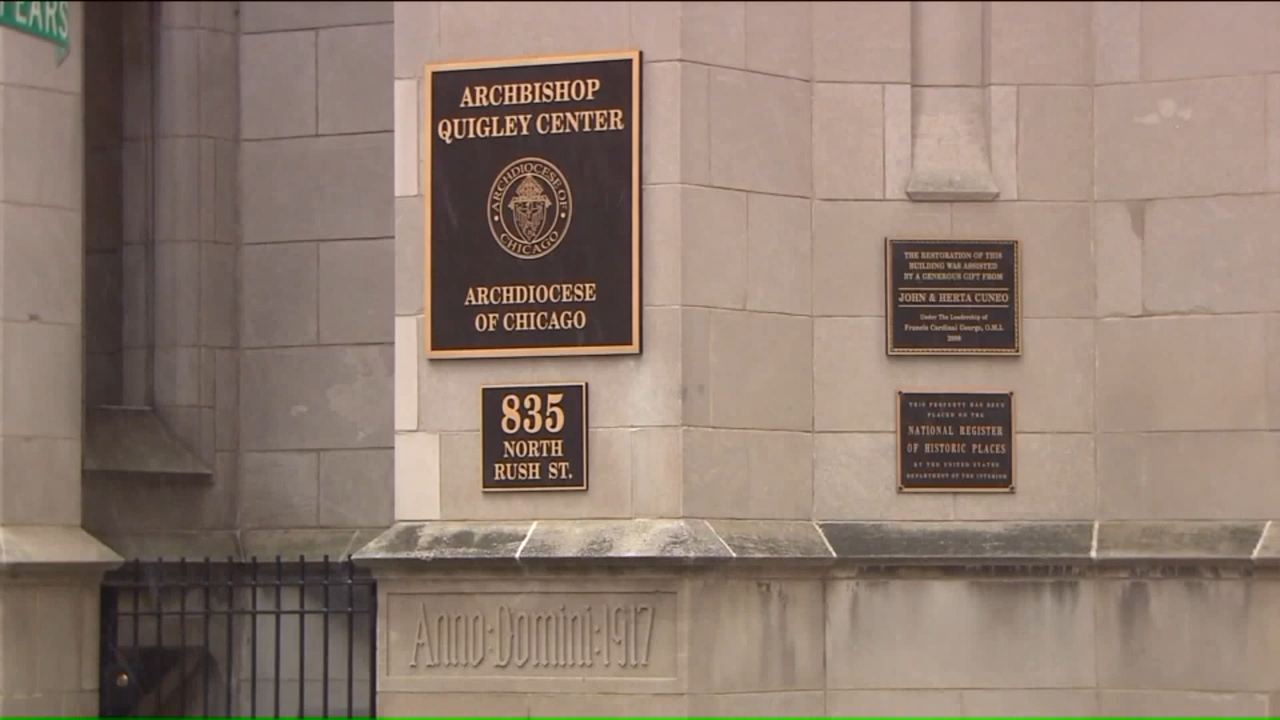 PEARS
ARCHBISHOP
QUIGLEY CENTER
ARCHDIOCESE OF
CHICAGO
ARCHDIOCESE
OF CHICAGO
835
NORTH
RUSH ST.
THE RESTORATION OF THIS
BUILDING WAS ASSISTED
BY A GENEROUS GIFT FROM
JOHN & HERTA CUNEO
Under The Leadership of
Francis Cardinal George, O.M.I.
THIS PROPERTY HAS BEEN
PLACED ON THE
NATIONAL REGISTER
OF HISTORIC PLACES
BY THE UNITED STATES
DEPARTMENT OF THE INTERIOR
Anno·Domini·1917